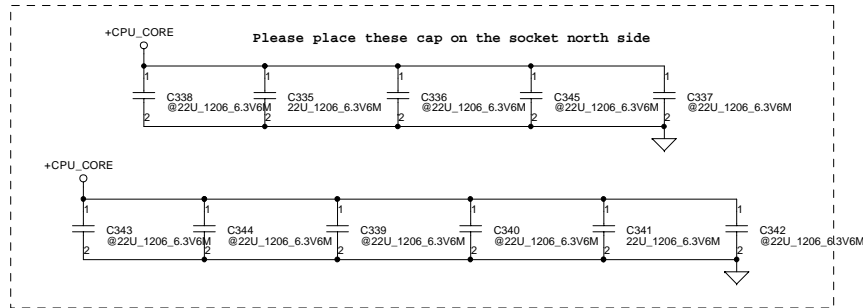 +CPU_CORE
Please place these cap on the socket north side
1 1 1 1 1
C338 C335 C336 C345 C337
@22U_1206_6.3V6M 22U_1206_6.3V6M @22U_1206_6.3V6M @22U_1206_6.3V6M @22U_1206_6.3V6M
2 2 2 2 2
+CPU_CORE
1 1 1 1 1 1
C343 C344 C339 C340 C341 C342
@22U_1206_6.3V6M @22U_1206_6.3V6M @22U_1206_6.3V6M @22U_1206_6.3V6M 22U_1206_6.3V6M @22U_1206_6.3V6M
2 2 2 2 2 2